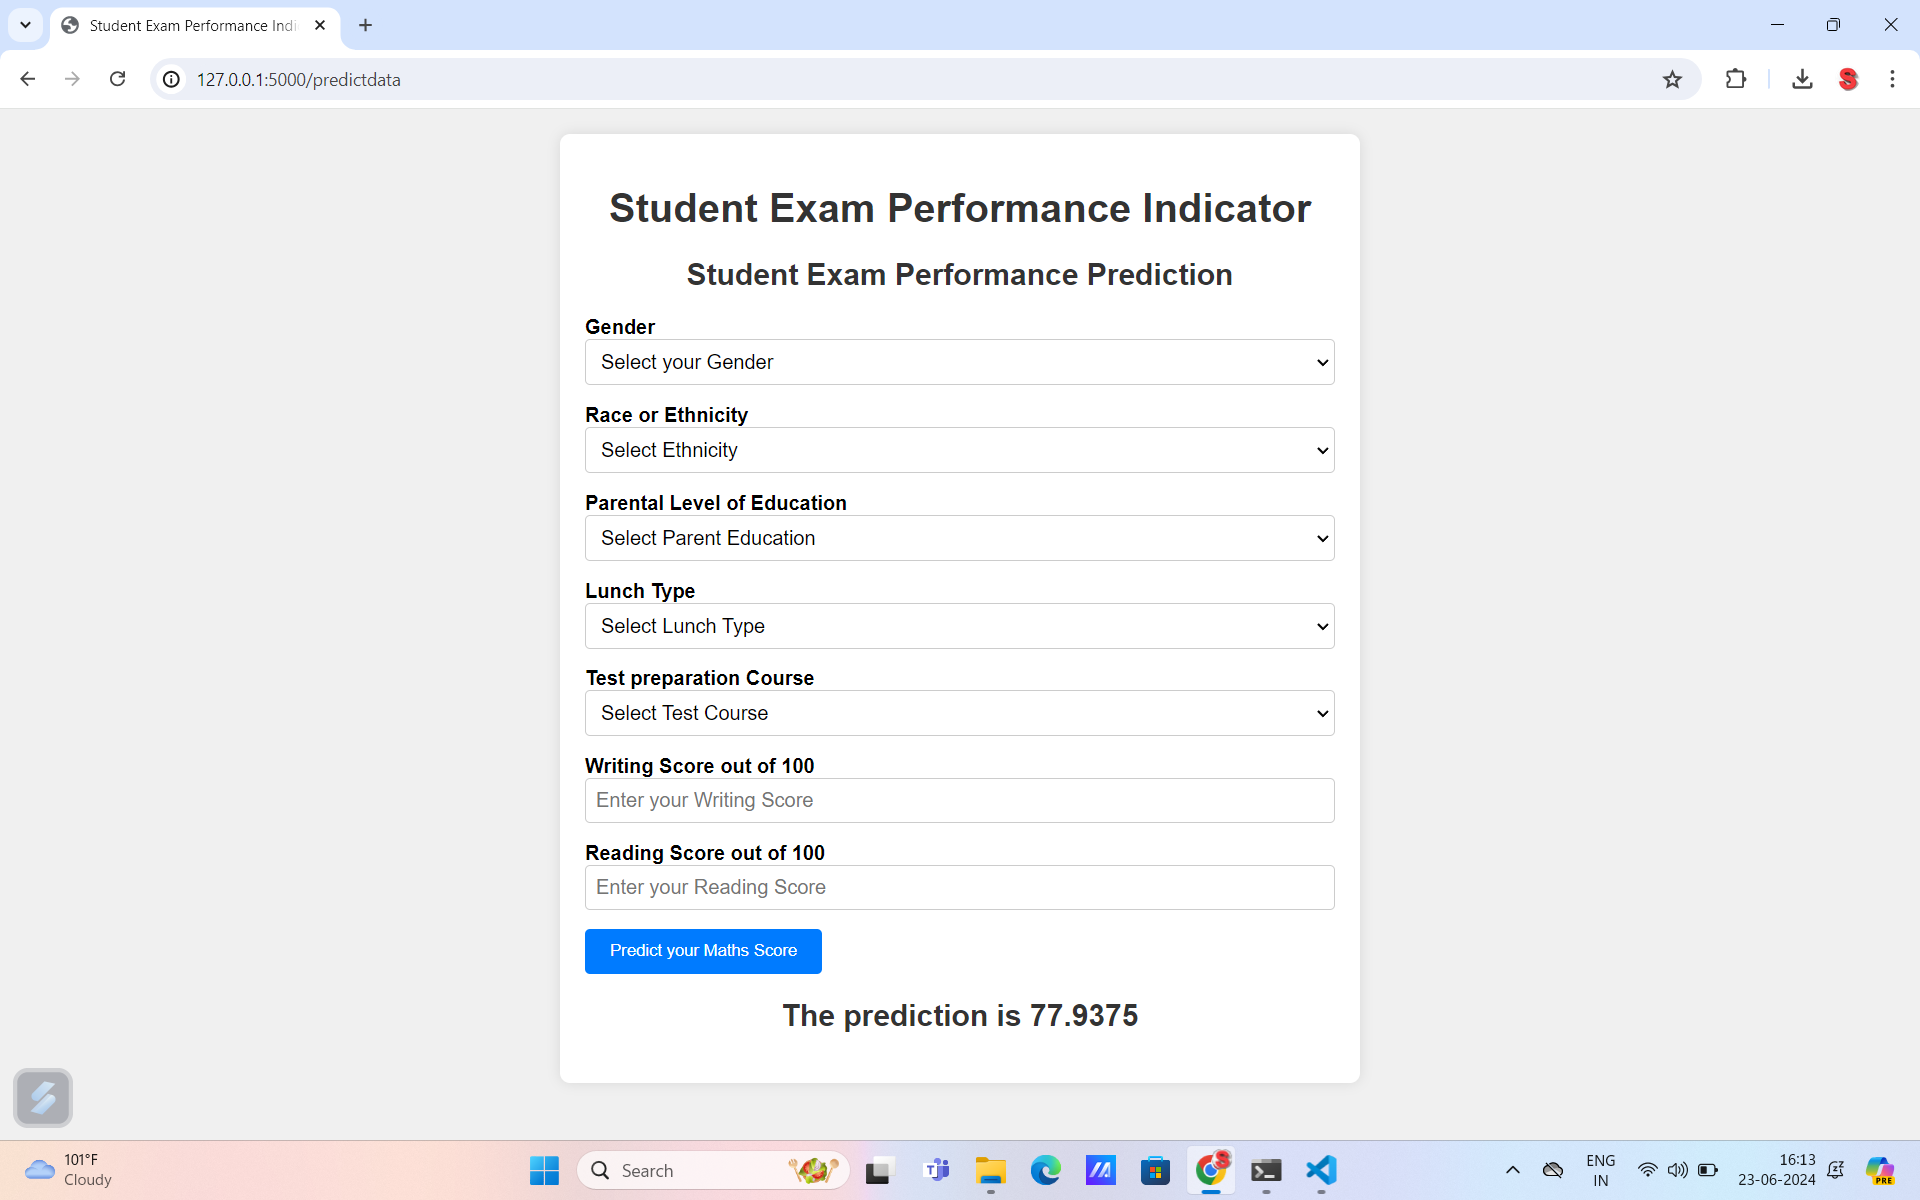 Student Exam Performance Indi
127.0.0.1:5000/predictdata
Student Exam Performance Indicator
Student Exam Performance Prediction
Gender
Select your Gender
Race or Ethnicity
Select Ethnicity
Parental Level of Education
Select Parent Education
Lunch Type
Select Lunch Type
Test preparation Course
Select Test Course
Writing Score out of 100
Enter your Writing Score
Reading Score out of 100
Enter your Reading Score
Predict your Maths Score
The prediction is 77.9375
101°F
Cloudy
Search
ENG
IN
16:13
23-06-2024
PRE